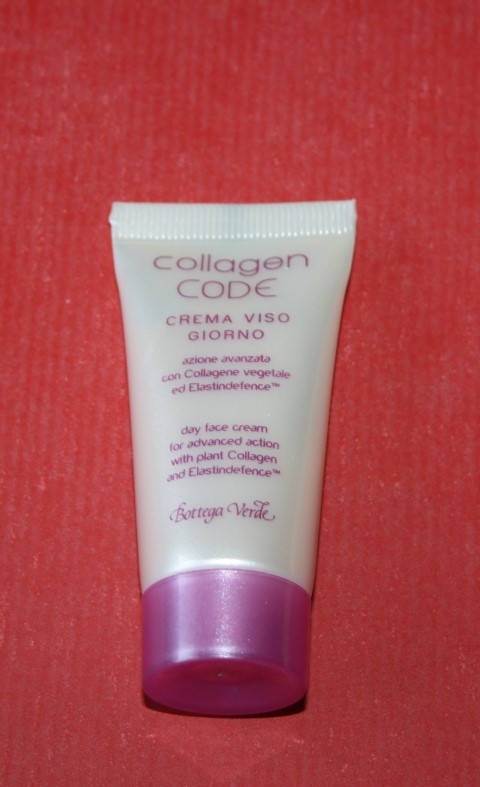 collagen
CODE
CREMA VISO
GIORNO
azione avanzata
con Collagene vegetale
ed Elastindefence™
day face cream
for advanced action
with plant Collagen
and Elastindefence™
Bottega Verde